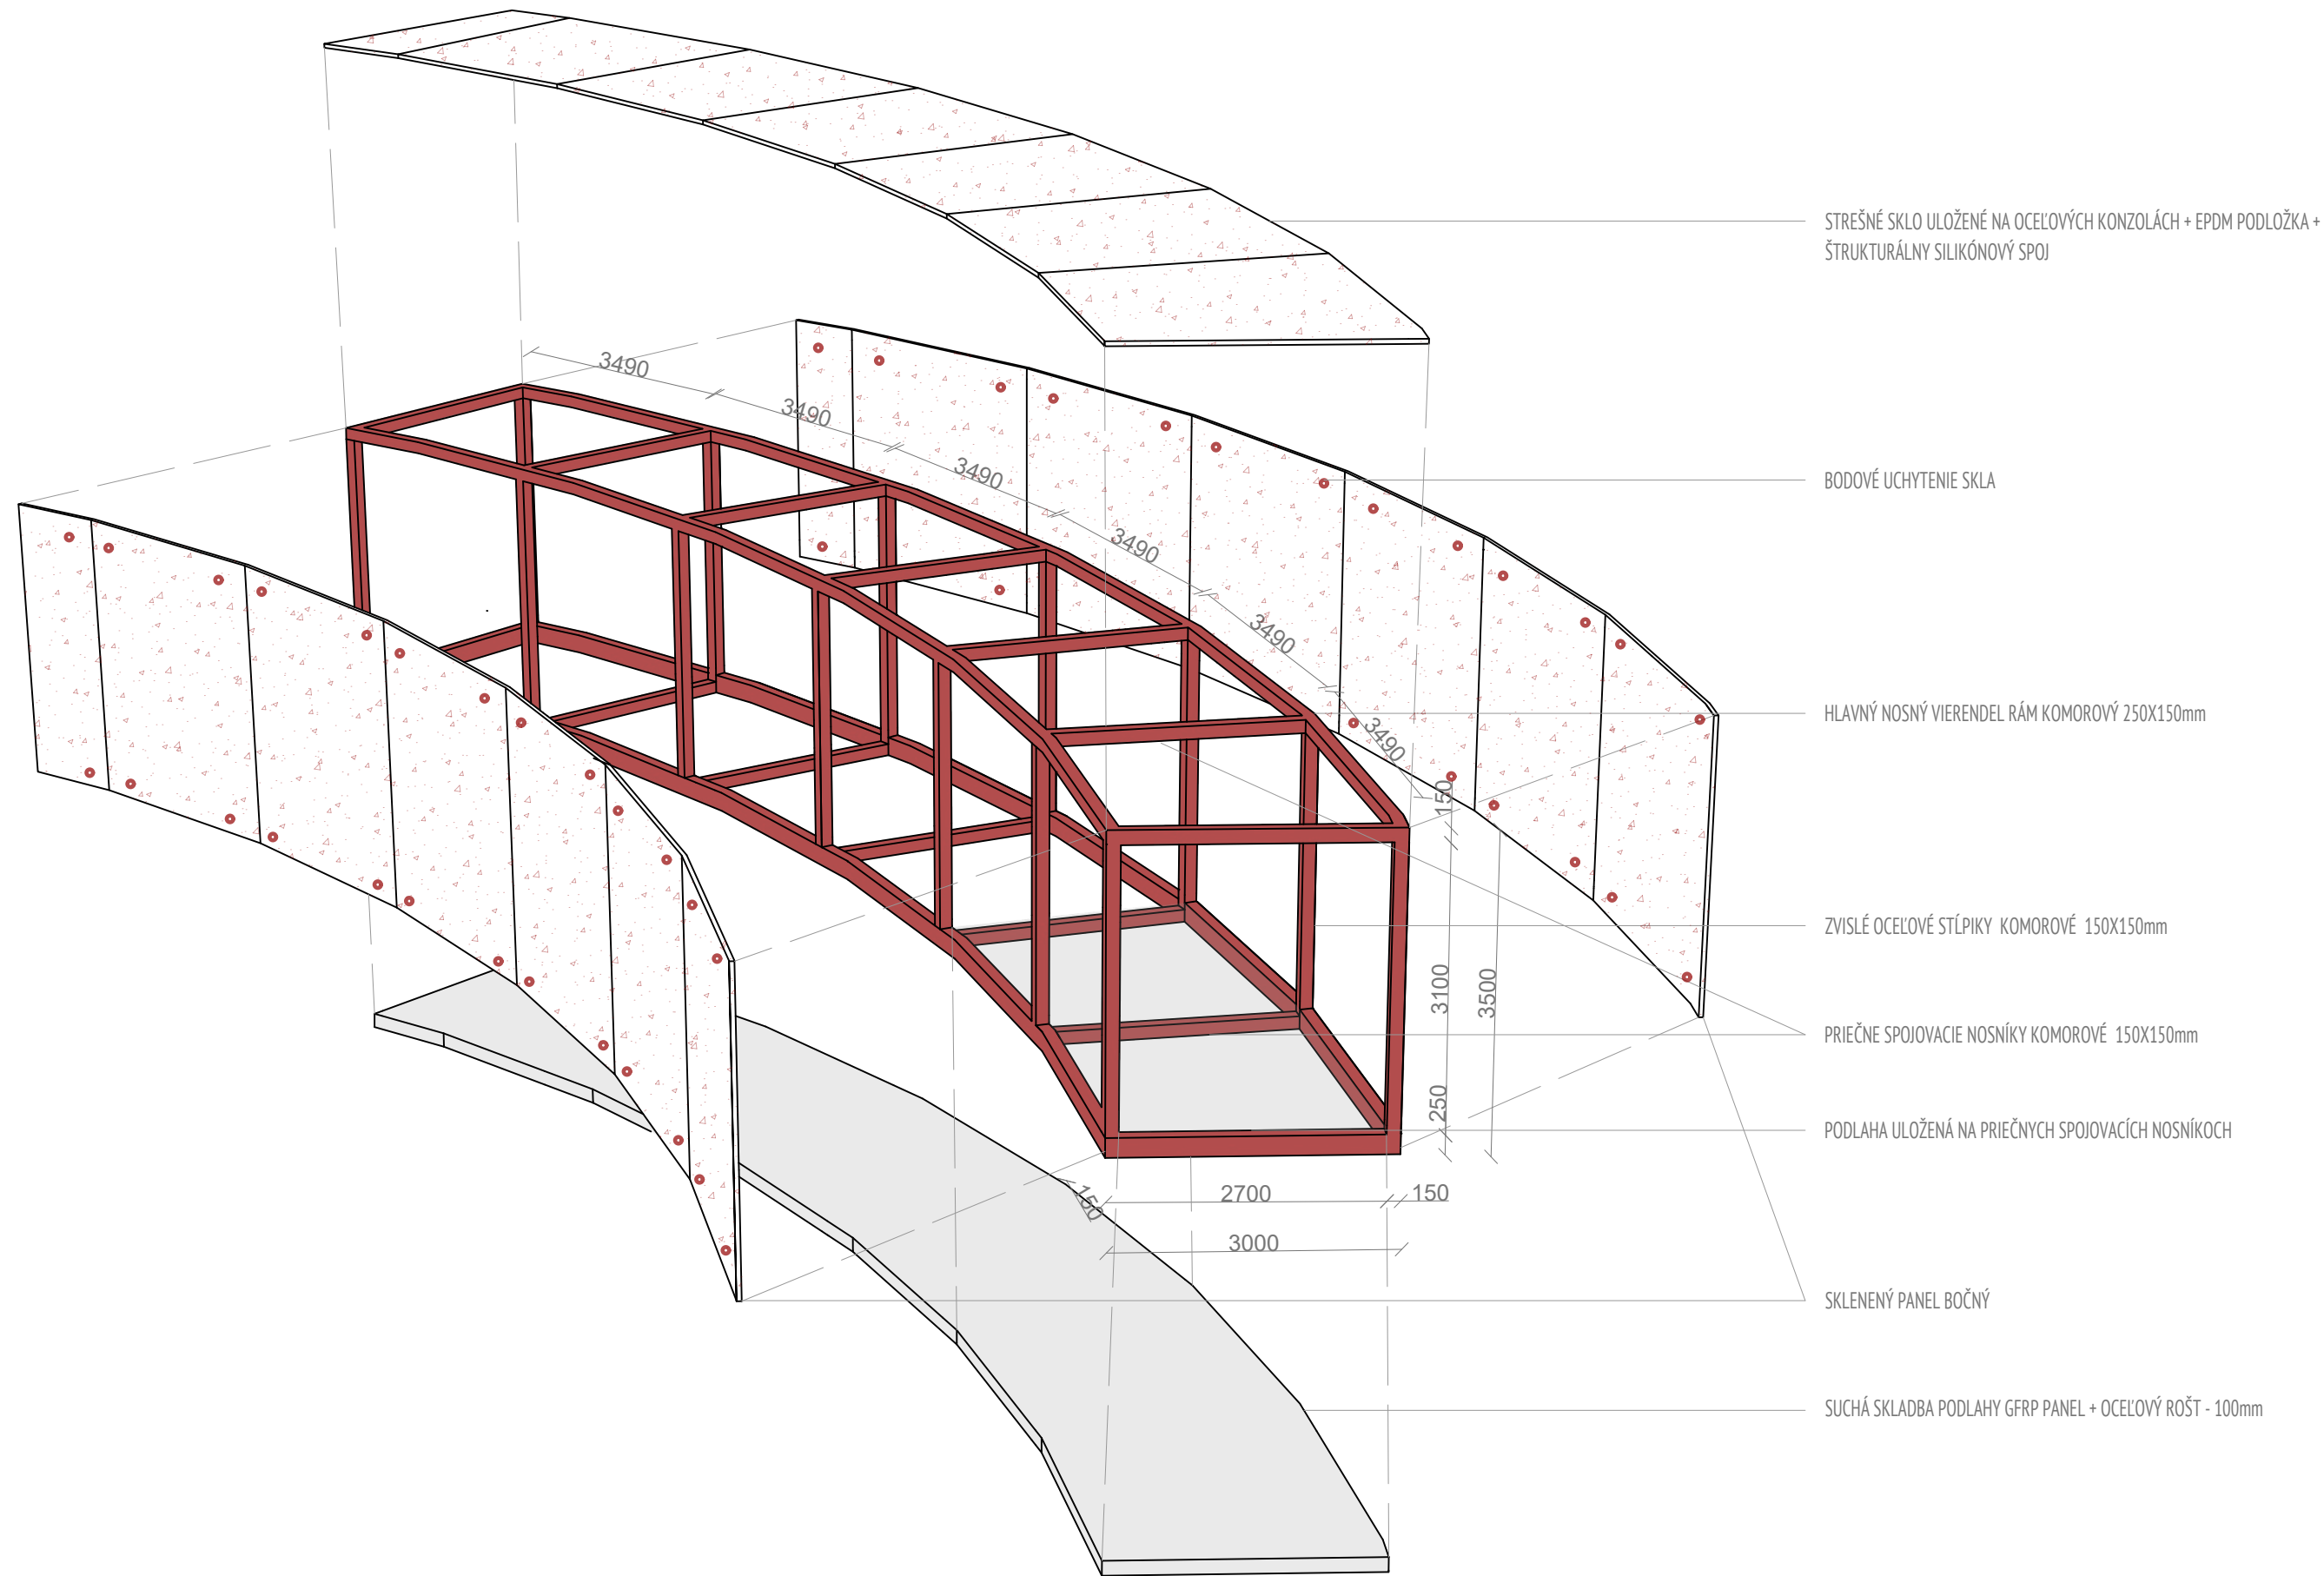 STREŠNÉ SKLO ULOŽENÉ NA OCEĽOVÝCH KONZOLÁCH + EPDM PODLOŽKA +
ŠTRUKTURÁLNY SILIKÓNOVÝ SPOJ
3490
3490
3490
3490
3490
3490
BODOVÉ UCHYTENIE SKLA
HLAVNÝ NOSNÝ VIERENDEL RÁM KOMOROVÝ 250X150mm
150
ZVISLÉ OCEĽOVÉ STĹPIKY KOMOROVÉ 150X150mm
3100
3500
PRIEČNE SPOJOVACIE NOSNÍKY KOMOROVÉ 150X150mm
250
PODLAHA ULOŽENÁ NA PRIEČNYCH SPOJOVACÍCH NOSNÍKOCH
150
2700
150
3000
SKLENENÝ PANEL BOČNÝ
SUCHÁ SKLADBA PODLAHY GFRP PANEL + OCEĽOVÝ ROŠT - 100mm